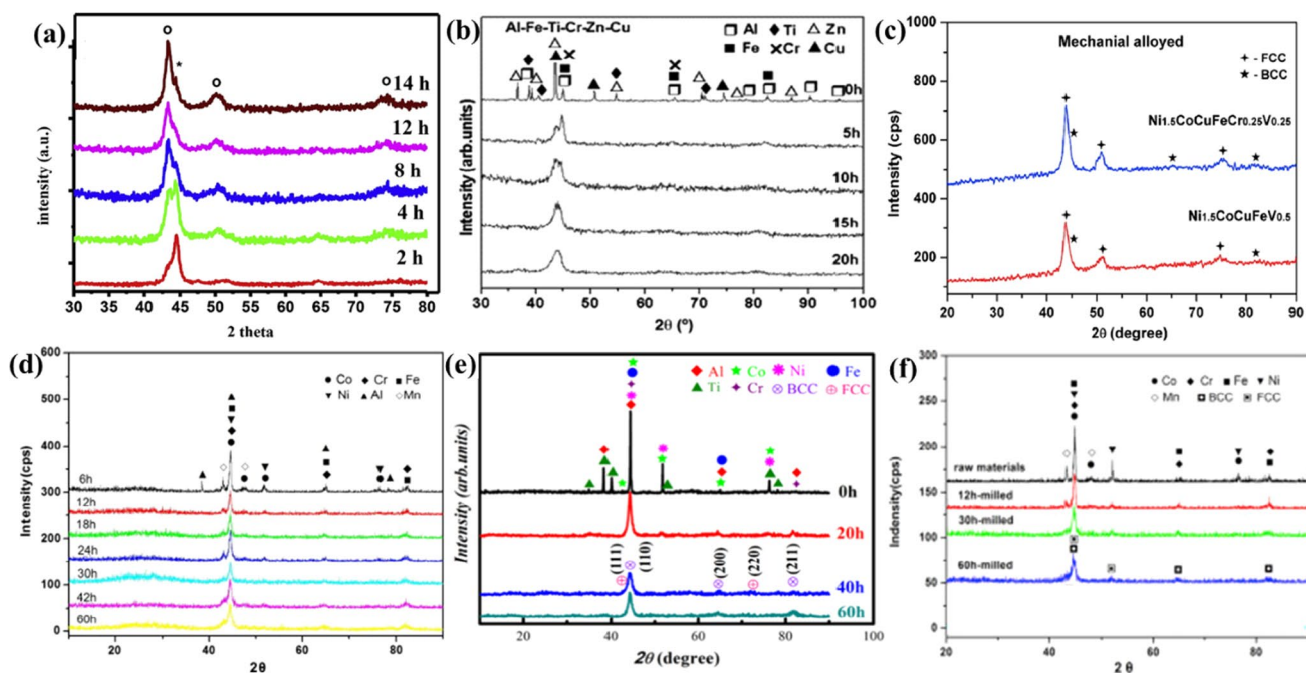 (a)
14 h
12 h
8 h
4 h
2 h
intensity (a.u.)
30 35 40 45 50 55 60 65 70 75 80
2 theta
(b)
Al-Fe-Ti-Cr-Zn-Cu
Al Ti Zn
Fe Cr Cu
0h
5h
10h
15h
20h
Intensity (arb.units)
30 40 50 60 70 80 90 100
2θ (º)
(c)
Mechanial alloyed
- FCC
- BCC
Ni1.5CoCuFeCr0.25V0.25
Ni1.5CoCuFeV0.5
Intensity (cps)
1000
800
600
400
200
20 30 40 50 60 70 80 90
2θ (degree)
(d)
Co Cr Fe
Ni Al Mn
6h
12h
18h
24h
30h
42h
60h
Intensity(cps)
600
500
400
300
200
100
0
20 40 60 80
2 θ
(e)
Al Co Ni Fe
Ti Cr BCC FCC
0h
20h
40h
60h
(111) (110) (200) (220) (211)
Intensity (arb.units)
20 40 60 80 100
2θ (degree)
(f)
Co Cr Fe Ni
Mn BCC FCC
raw materials
12h-milled
30h-milled
60h-milled
Indensity(cps)
300
250
200
150
100
50
0
20 40 60 80
2 θ